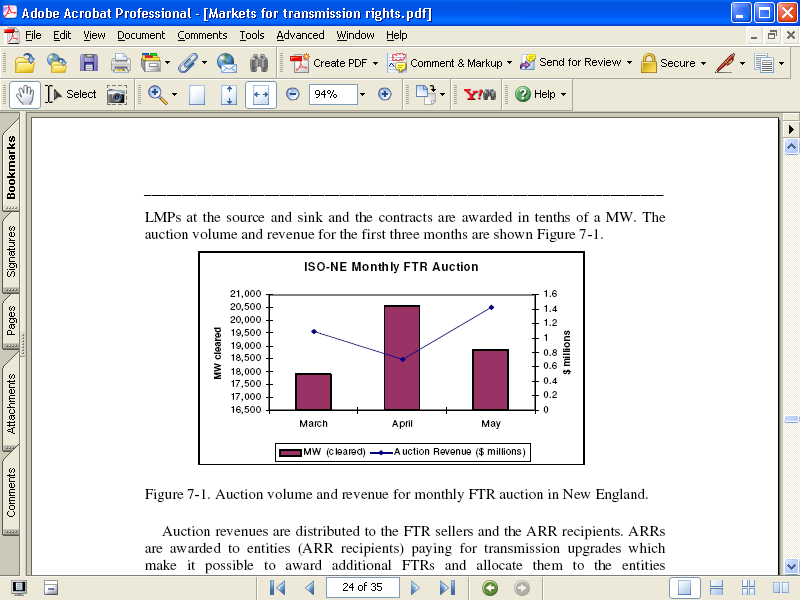 Adobe Acrobat Professional - [Markets for transmission rights.pdf]
File Edit View Document Comments Tools Advanced Window Help
Create PDF Comment & Markup Send for Review Secure
Select 94% Y! Help
Bookmarks
Signatures
Pages
Attachments
Comments
LMPs at the source and sink and the contracts are awarded in tenths of a MW. The
auction volume and revenue for the first three months are shown Figure 7-1.
ISO-NE Monthly FTR Auction
MW cleared
21,000
20,500
20,000
19,500
19,000
18,500
18,000
17,500
17,000
16,500
1.6
1.4
1.2
1
0.8
0.6
0.4
0.2
0
$ millions
March April May
MW (cleared) Auction Revenue ($ millions)
Figure 7-1. Auction volume and revenue for monthly FTR auction in New England.
Auction revenues are distributed to the FTR sellers and the ARR recipients. ARRs
are awarded to entities (ARR recipients) paying for transmission upgrades which
make it possible to award additional FTRs and allocate them to the entities
24 of 35